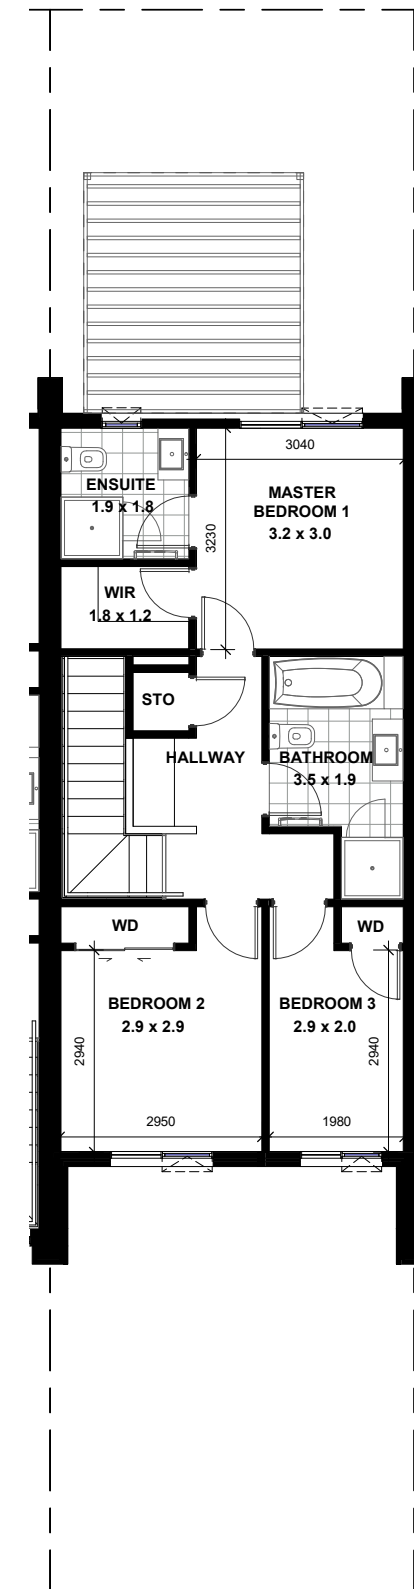 3040
ENSUITE
1.9 x 1.8
MASTER
BEDROOM 1
3.2 x 3.0
3230
WIR
1.8 x 1.2
STO
HALLWAY
BATHROOM
3.5 x 1.9
WD
WD
BEDROOM 2
2.9 x 2.9
BEDROOM 3
2.9 x 2.0
2940
2940
2950
1980